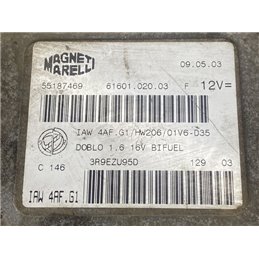 MAGNETI MARELLI
09.05.03
55187469 61601.020.03 F 12V=
IAW 4AF.G1/HW206/01V6-D35
DOBLO 1.6 16V BIFUEL
C 146 3R9EZU95D 129 03
IAW 4AF.G1